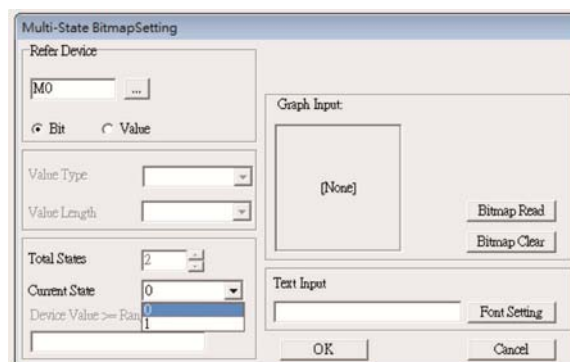 Multi-State BitmapSetting
Refer Device
M0
...
Bit
Value
Value Type
Value Length
Total States
2
Current State
0
0
1
Device Value >= Ran
Graph Input:
[None]
Bitmap Read
Bitmap Clear
Text Input
Font Setting
OK
Cancel